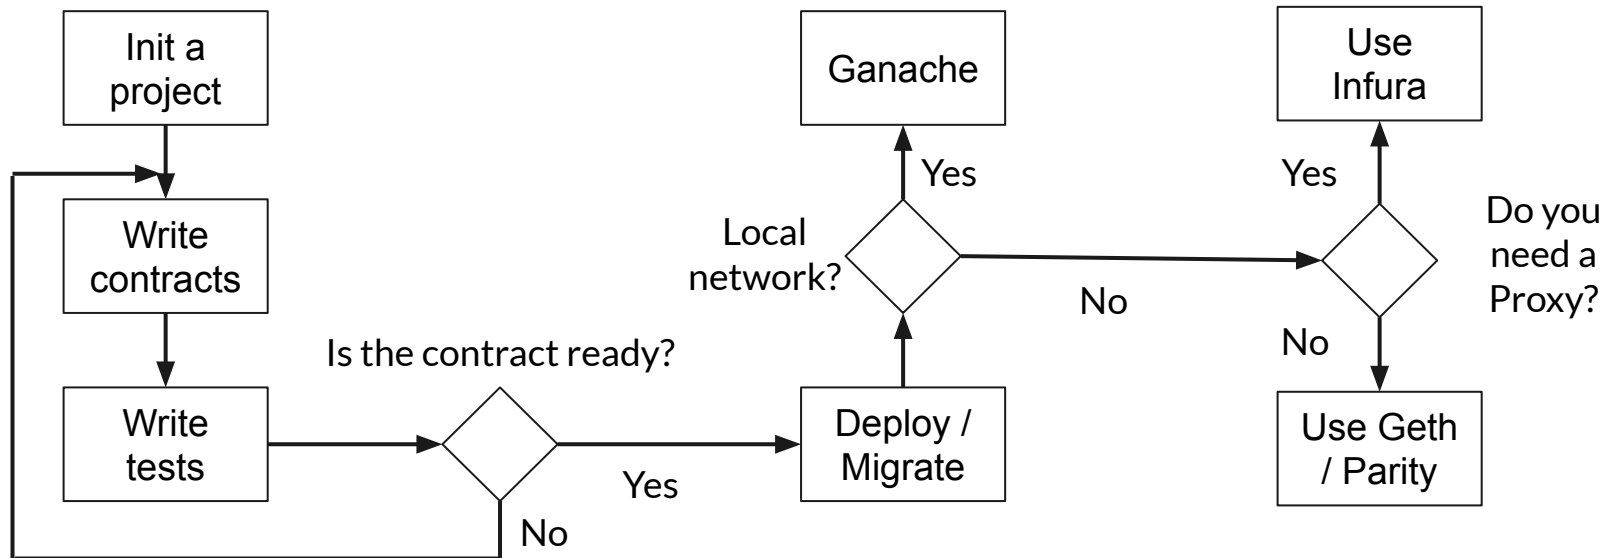 Init a
project
Write
contracts
Write
tests
Is the contract ready?
Yes
No
Deploy /
Migrate
Local
network?
Yes
No
Ganache
Do you
need a
Proxy?
Yes
No
Use
Infura
Use Geth
/ Parity